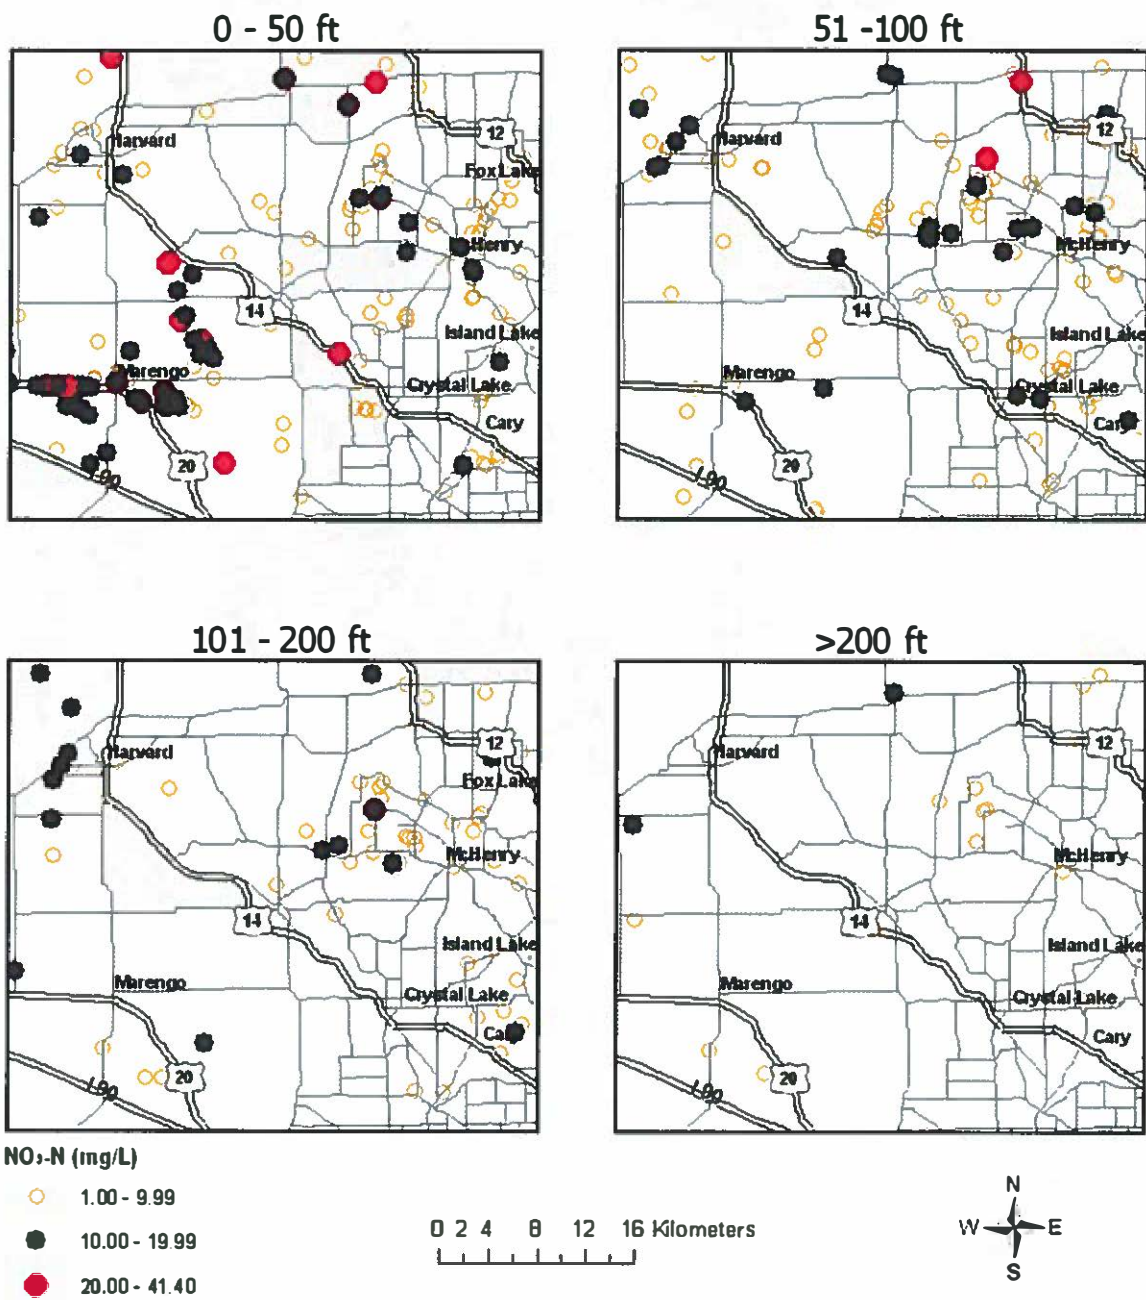 0 - 50 ft
51 -100 ft
12
Harvard
Fox Lake
Henry
14
Island Lake
Marengo
Crystal Lake
Cary
20
I-90
12
Harvard
McHenry
14
Island Lake
Marengo
Crystal Lake
Cary
20
I-90
101 - 200 ft
>200 ft
12
Harvard
Fox Lake
McHenry
14
Island Lake
Marengo
Crystal Lake
Cary
20
I-90
12
Harvard
McHenry
14
Island Lake
Marengo
Crystal Lake
Cary
20
I-90
NO₃-N (mg/L)
1.00 - 9.99
10.00 - 19.99
20.00 - 41.40
0 2 4 8 12 16 Kilometers
N
W E
S